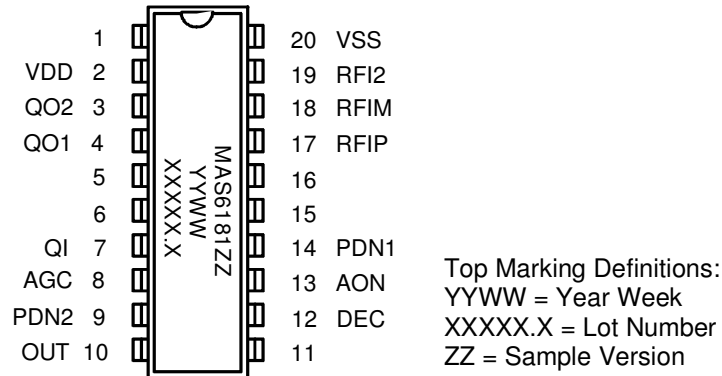 1 20 VSS
VDD 2 19 RFI2
QO2 3 18 RFIM
QO1 4 17 RFIP
5 16
6 15
QI 7 14 PDN1
AGC 8 13 AON
PDN2 9 12 DEC
OUT 10 11
MAS6181ZZ
YYWW
XXXXX.X
Top Marking Definitions:
YYWW = Year Week
XXXXX.X = Lot Number
ZZ = Sample Version